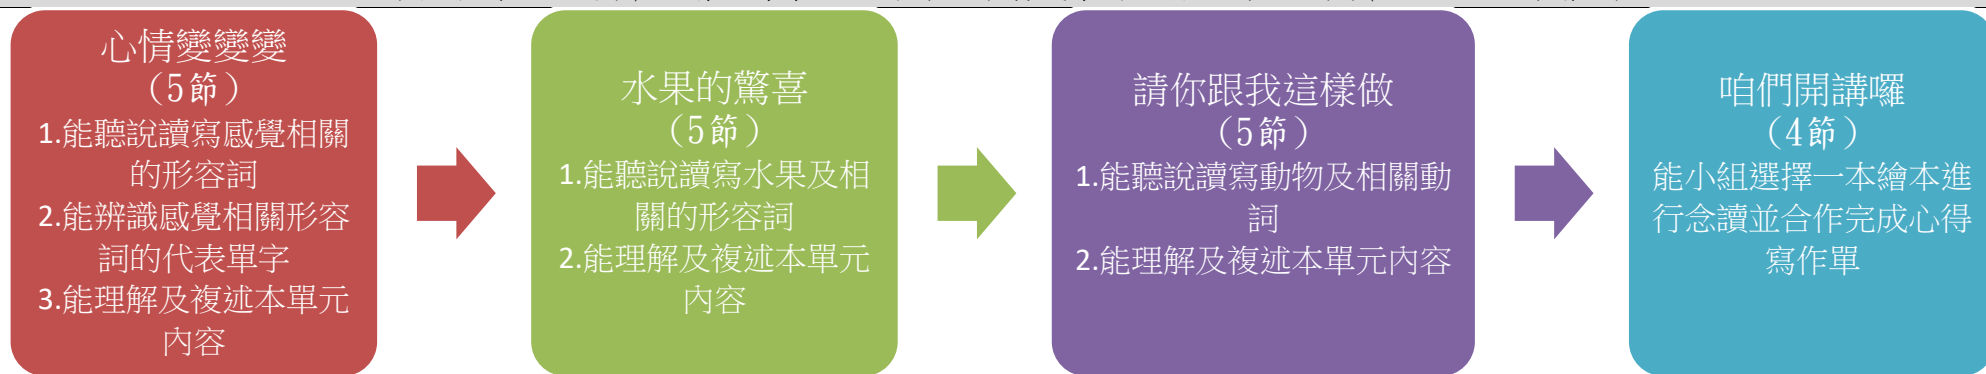 心情變變變
(5節)
1.能聽說讀寫感覺相關
的形容詞
2.能辨識感覺相關形容
詞的代表單字
3.能理解及複述本單元
內容
水果的驚喜
(5節)
1.能聽說讀寫水果及相
關的形容詞
2.能理解及複述本單元
內容
請你跟我這樣做
(5節)
1.能聽說讀寫動物及相關動
詞
2.能理解及複述本單元內容
咱們開講囉
(4節)
能小組選擇一本繪本進
行念讀並合作完成心得
寫作單